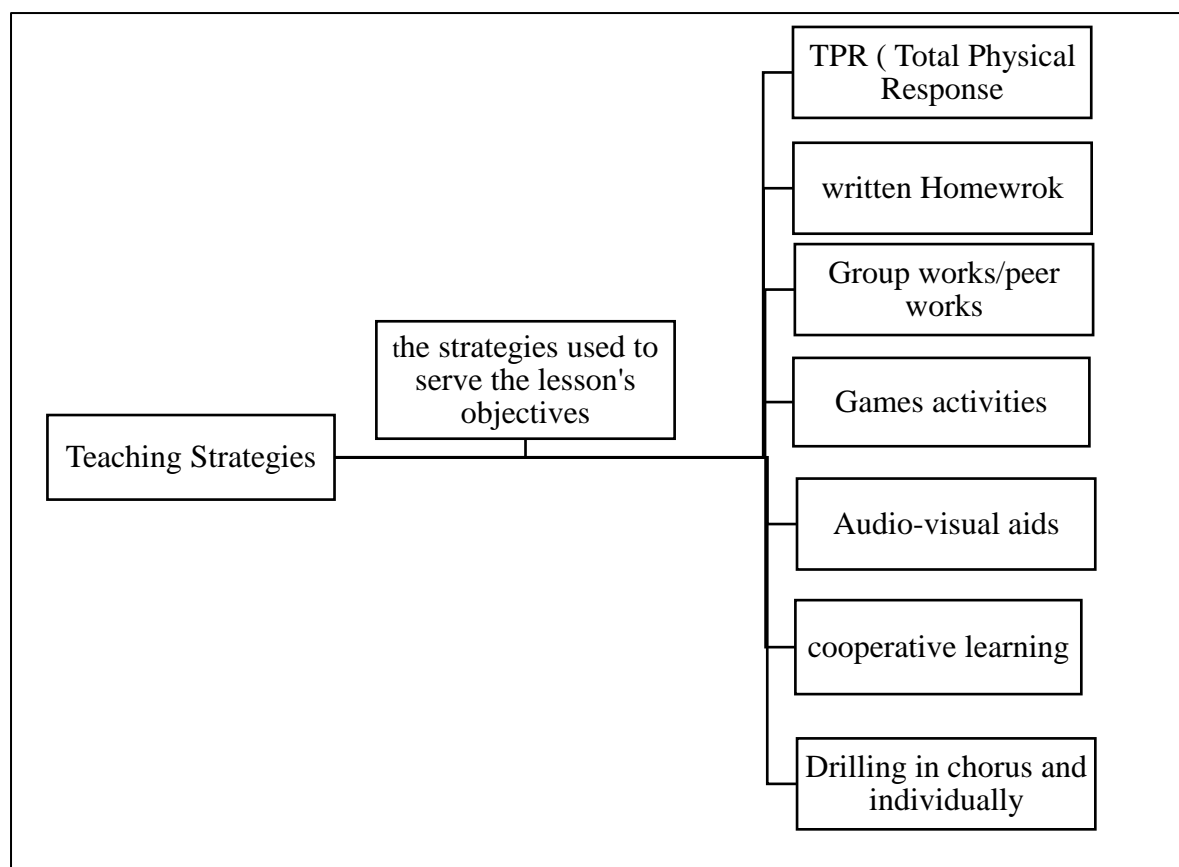 Teaching Strategies
the strategies used to
serve the lesson's
objectives
TPR ( Total Physical
Response
written Homewrok
Group works/peer
works
Games activities
Audio-visual aids
cooperative learning
Drilling in chorus and
individually